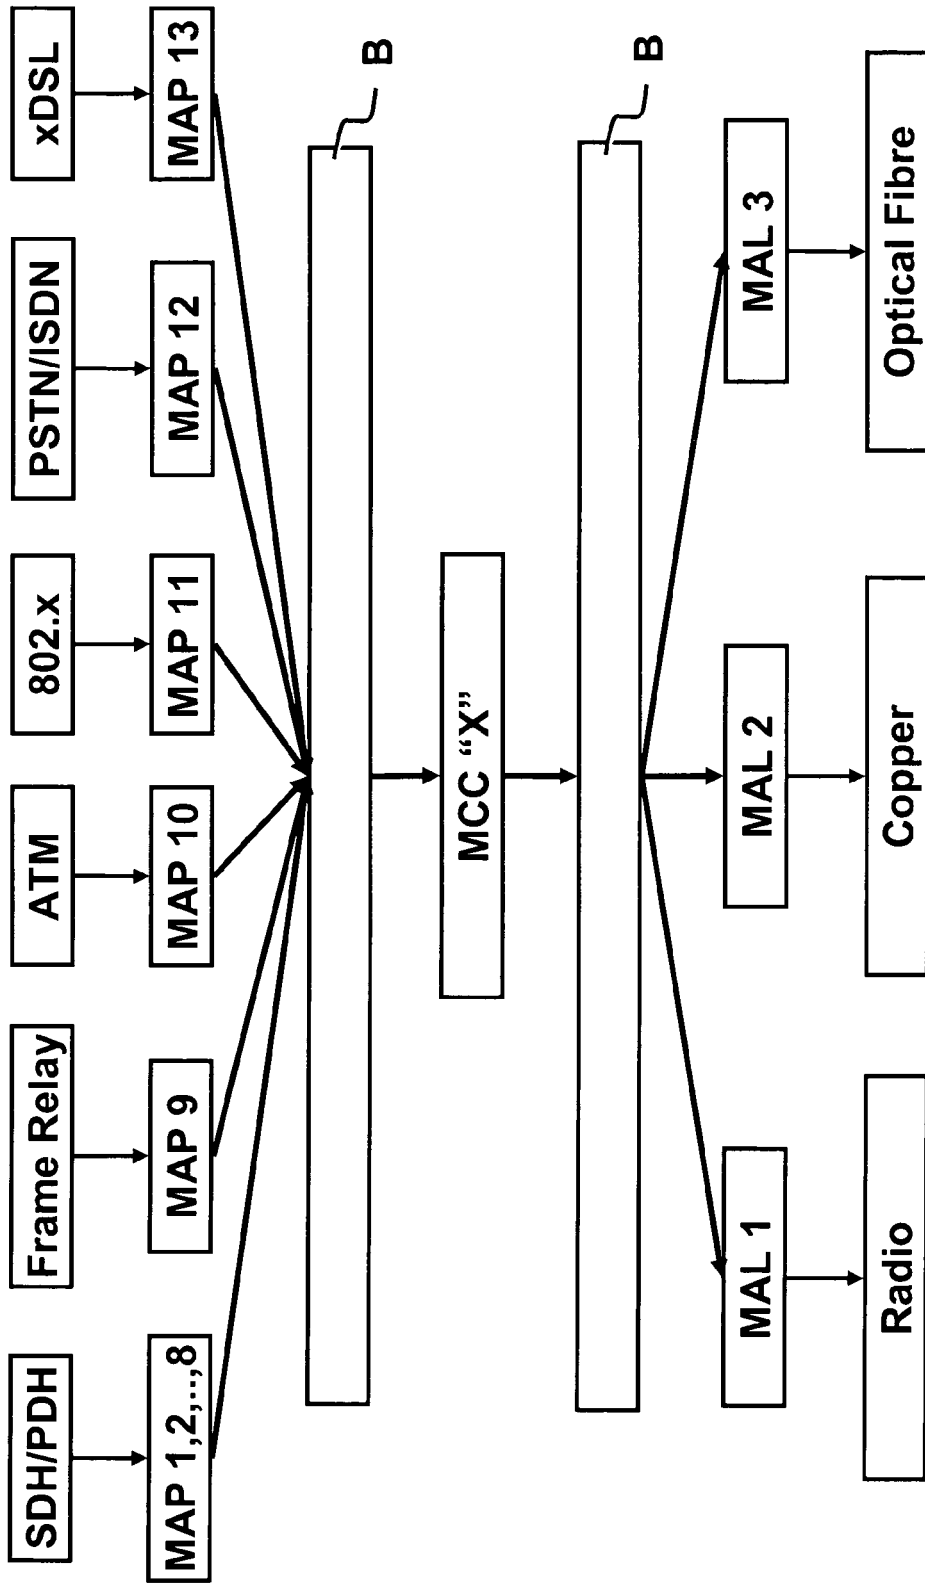 SDH/PDH
Frame Relay
ATM
802.x
PSTN/ISDN
xDSL
MAP 1,2,..,8
MAP 9
MAP 10
MAP 11
MAP 12
MAP 13
B
MCC “X”
B
MAL 1
MAL 2
MAL 3
Radio
Copper
Optical Fibre